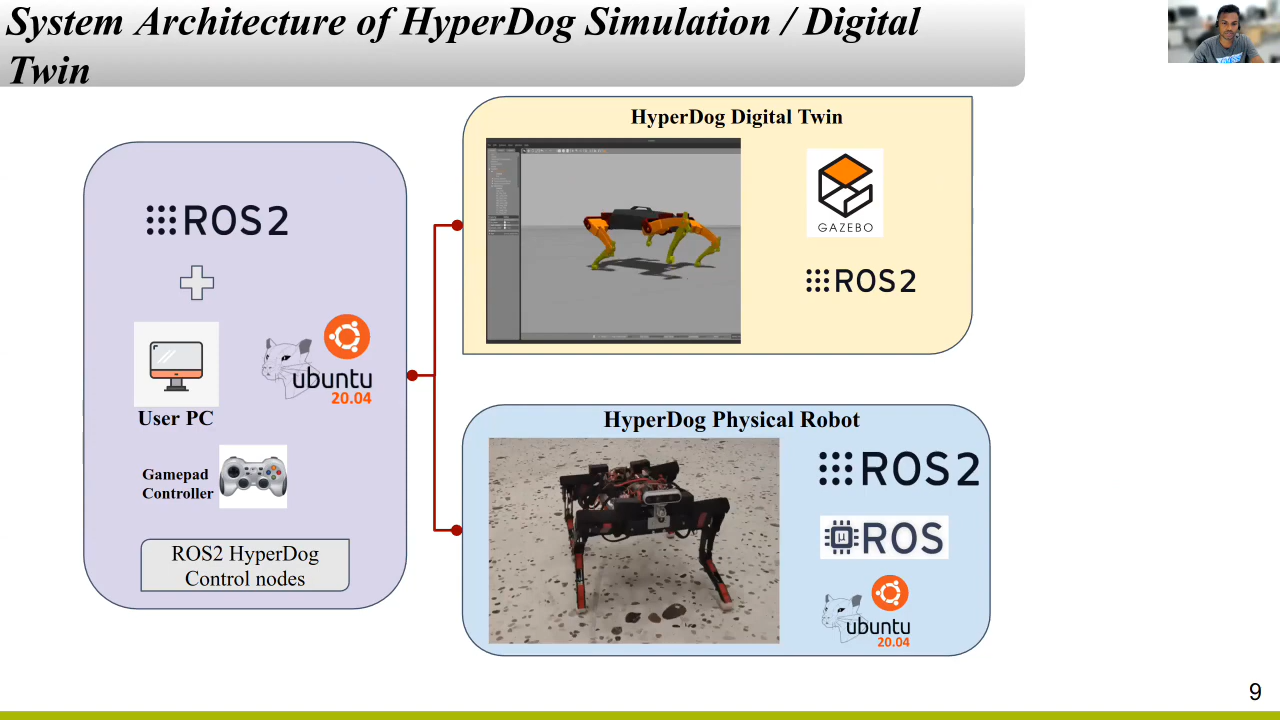 System Architecture of HyperDog Simulation / Digital
Twin
ROS2
User PC
ubuntu
20.04
Gamepad
Controller
ROS2 HyperDog
Control nodes
HyperDog Digital Twin
GAZEBO
ROS2
HyperDog Physical Robot
ROS2
µ ROS
ubuntu
20.04
9